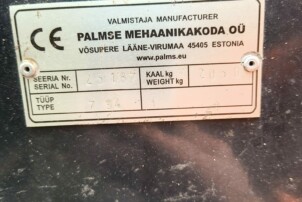 VALMISTAJA MANUFACTURER
CE PALMSE MEHAANIKAKODA OÜ
VÕSUPERE LÄÄNE-VIRUMAA 45405 ESTONIA
www.palms.eu
SEERIA Nr.
SERIAL No.
KAAL kg
WEIGHT kg
TÜÜP
TYPE